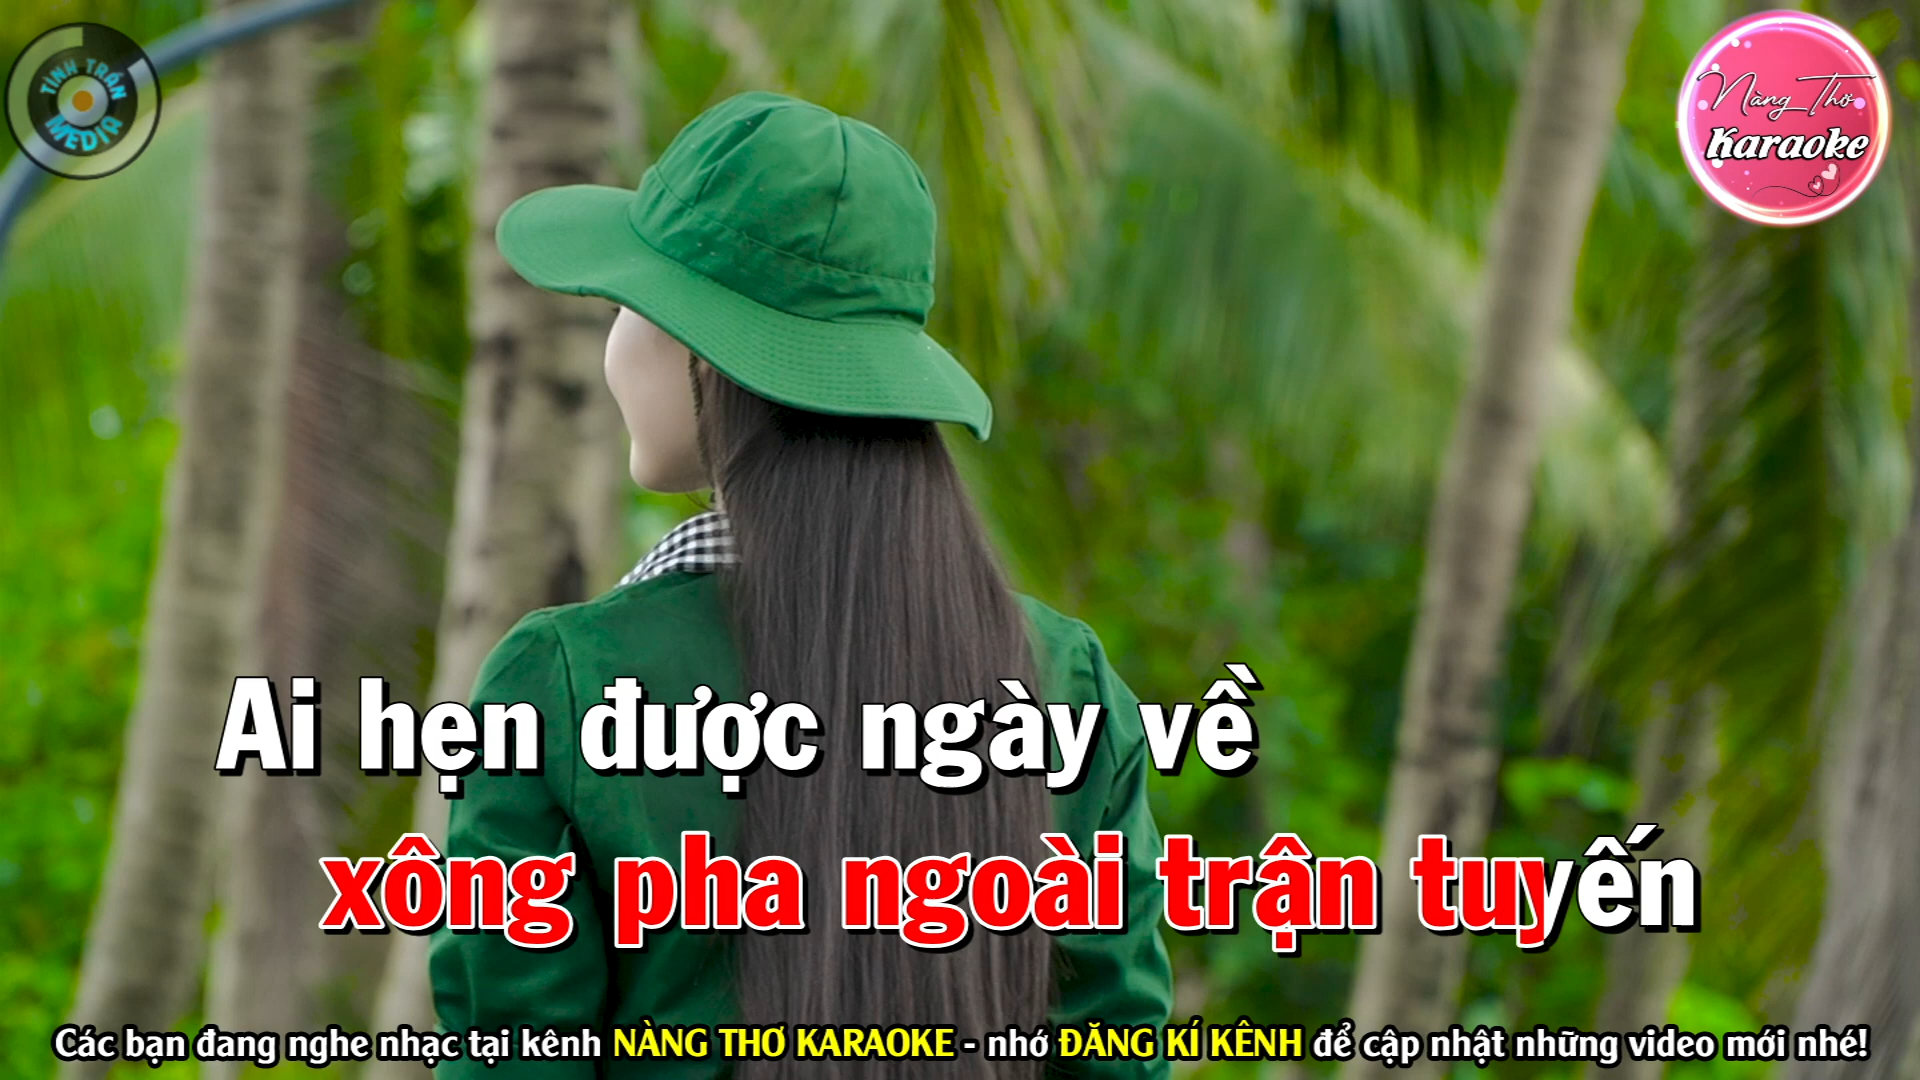 TÌNH TRẦN
MEDIA
Nàng Thơ
Karaoke
Ai hẹn được ngày về
xông pha ngoài trận tuyến
Các bạn đang nghe nhạc tại kênh NÀNG THƠ KARAOKE - nhớ ĐĂNG KÍ KÊNH để cập nhật những video mới nhé!